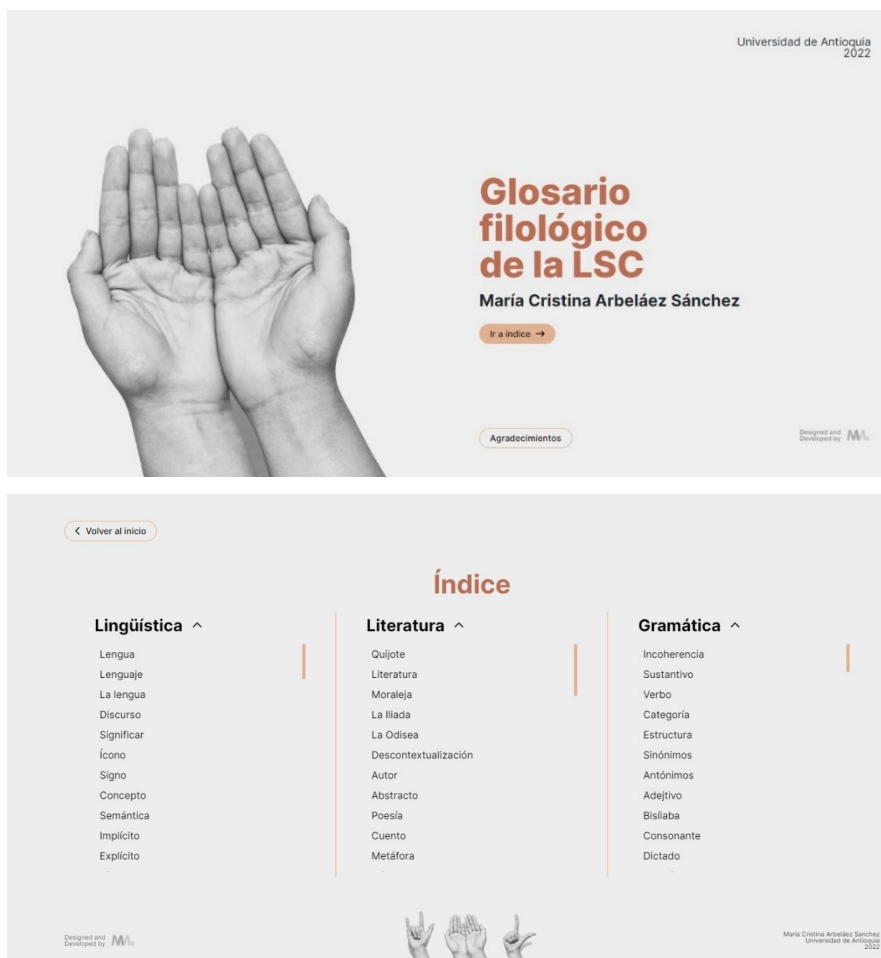 Universidad de Antioquia
2022
Glosario
filológico
de la LSC
María Cristina Arbeláez Sánchez
Ir a índice →
Agradecimientos
Designed and
Developed by
Volver al inicio
Índice
Lingüística
Lengua
Lenguaje
La lengua
Discurso
Significar
Ícono
Signo
Concepto
Semántica
Implícito
Explícito
Literatura
Quijote
Literatura
Moraleja
La Iliada
La Odisea
Descontextualización
Autor
Abstracto
Poesía
Cuento
Metáfora
Gramática
Incoherencia
Sustantivo
Verbo
Categoría
Estructura
Sinónimos
Antónimos
Adejtivo
Bisílaba
Consonante
Dictado
Designed and
Developed by
María Cristina Arbeláez Sánchez
Universidad de Antioquia
2022